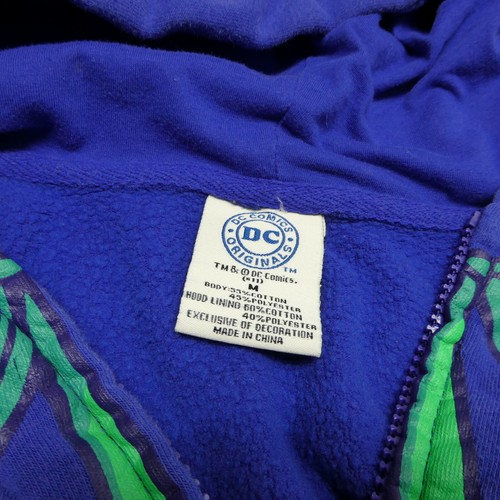 DC COMICS
DC
ORIGINALS
TM
TM & © DC Comics.
(s11)
M
BODY:55%COTTON
45%POLYESTER
HOOD LINING 60%COTTON
40%POLYESTER
EXCLUSIVE OF DECORATION
MADE IN CHINA